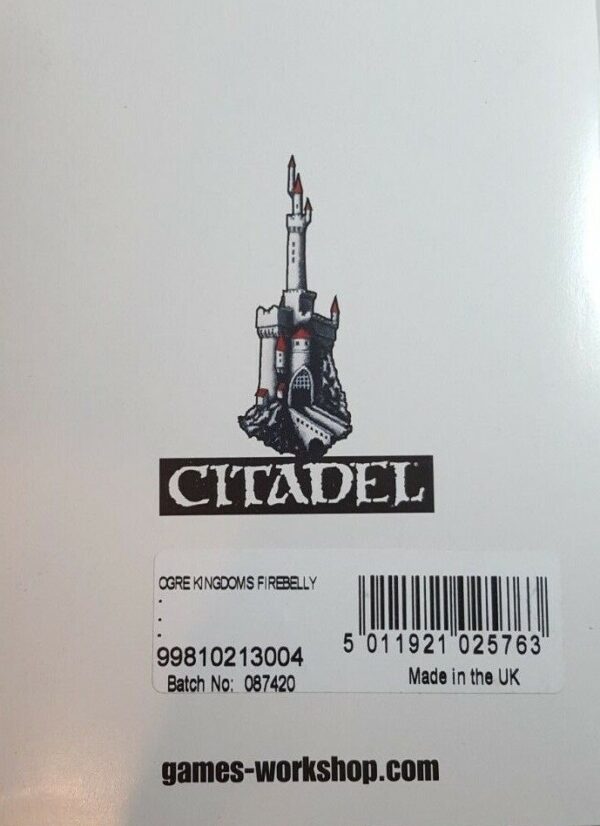 CITADEL
OGRE KINGDOMS FIREBELLY
.
.
.
99810213004
Batch No: 087420
5 011921 025763
Made in the UK
games-workshop.com